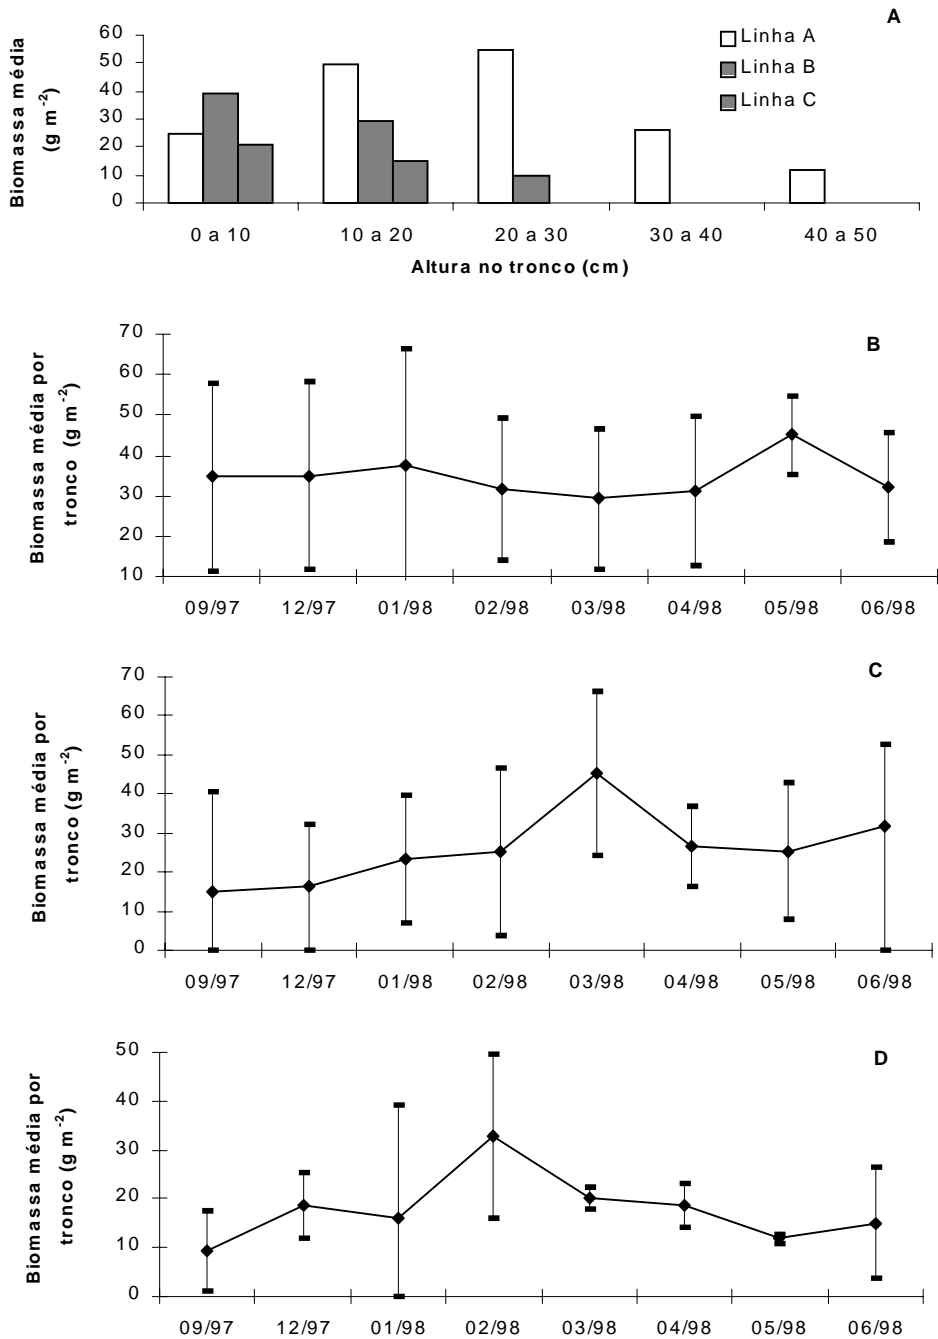 A
Biomassa média
(g m⁻²)
60
50
40
30
20
10
0
Linha A
Linha B
Linha C
0 a 10 10 a 20 20 a 30 30 a 40 40 a 50
Altura no tronco (cm)
B
Biomassa média por
tronco (g m⁻²)
70
60
50
40
30
20
10
09/97 12/97 01/98 02/98 03/98 04/98 05/98 06/98
C
Biomassa média por
tronco (g m⁻²)
70
60
50
40
30
20
10
0
09/97 12/97 01/98 02/98 03/98 04/98 05/98 06/98
D
Biomassa média por
tronco (g m⁻²)
50
40
30
20
10
0
09/97 12/97 01/98 02/98 03/98 04/98 05/98 06/98